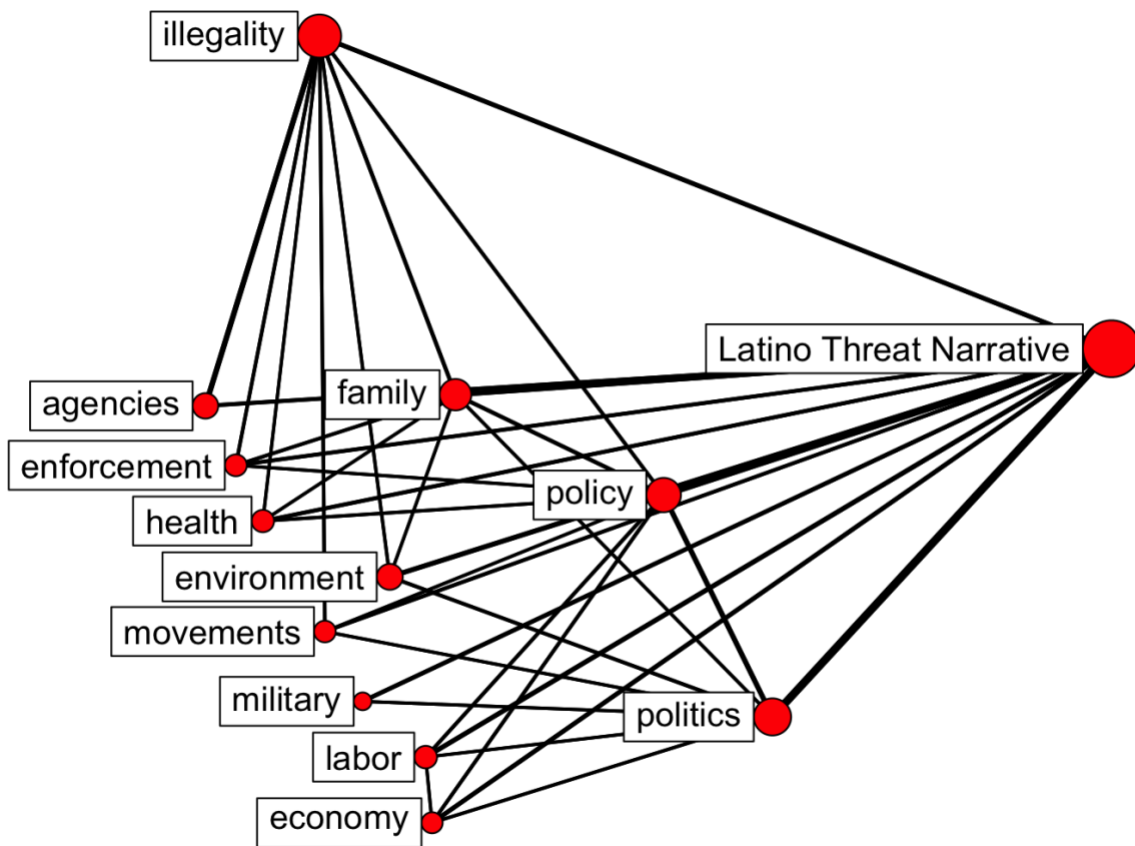 illegality
Latino Threat Narrative
family
agencies
enforcement
policy
health
environment
movements
military
politics
labor
economy